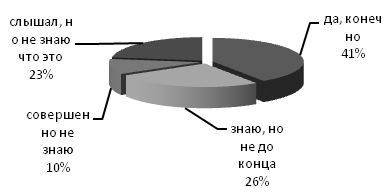 слышал, н
о не знаю
что это
23%
да, конеч
но
41%
совершен
но не
знаю
10%
знаю, но
не до
конца
26%